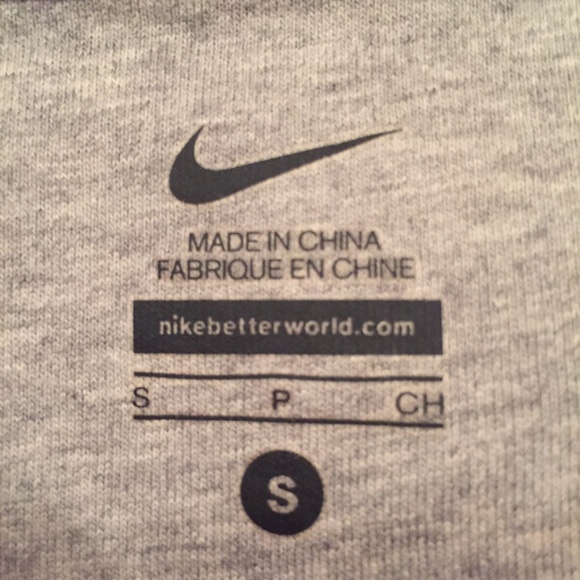 MADE IN CHINA
FABRIQUE EN CHINE
nikebetterworld.com
S P CH
S